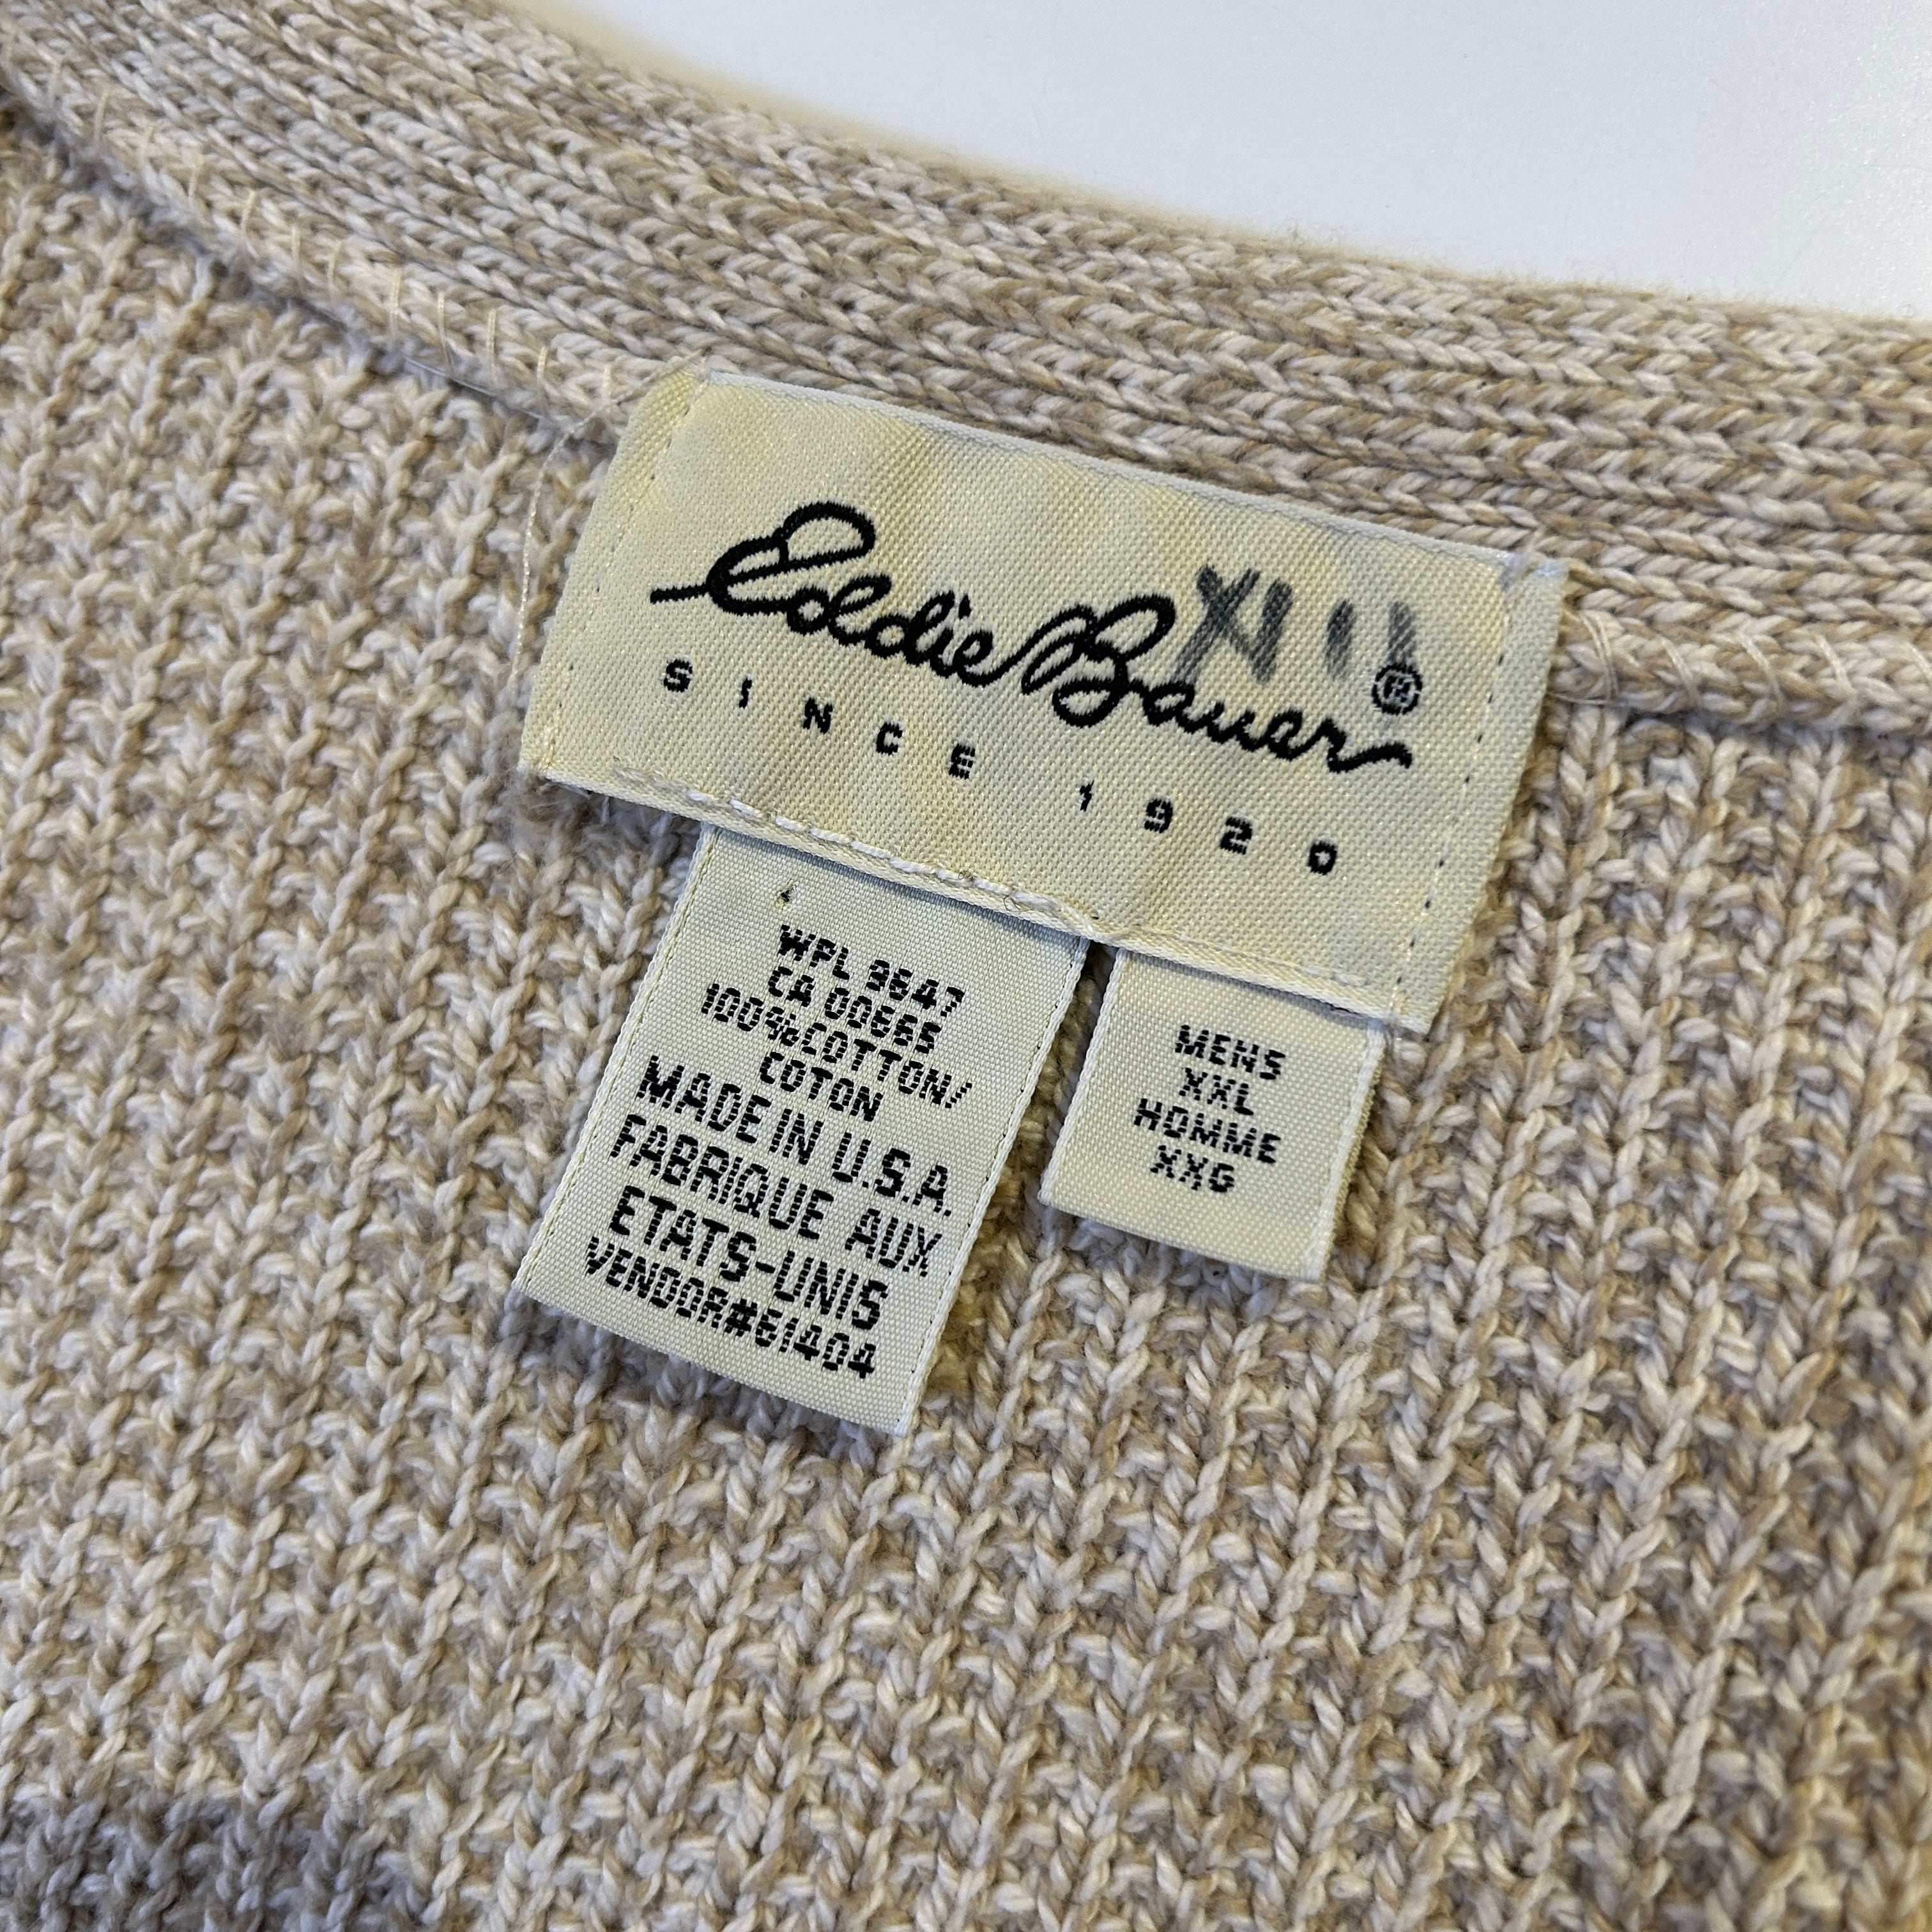 Eddie Bauer®
SINCE 1920
WPL 9647
CA 00665
100%COTTON/
COTON
MADE IN U.S.A.
FABRIQUE AUX
ETATS-UNIS
VENDOR#61404
MENS
XXL
HOMME
XXG